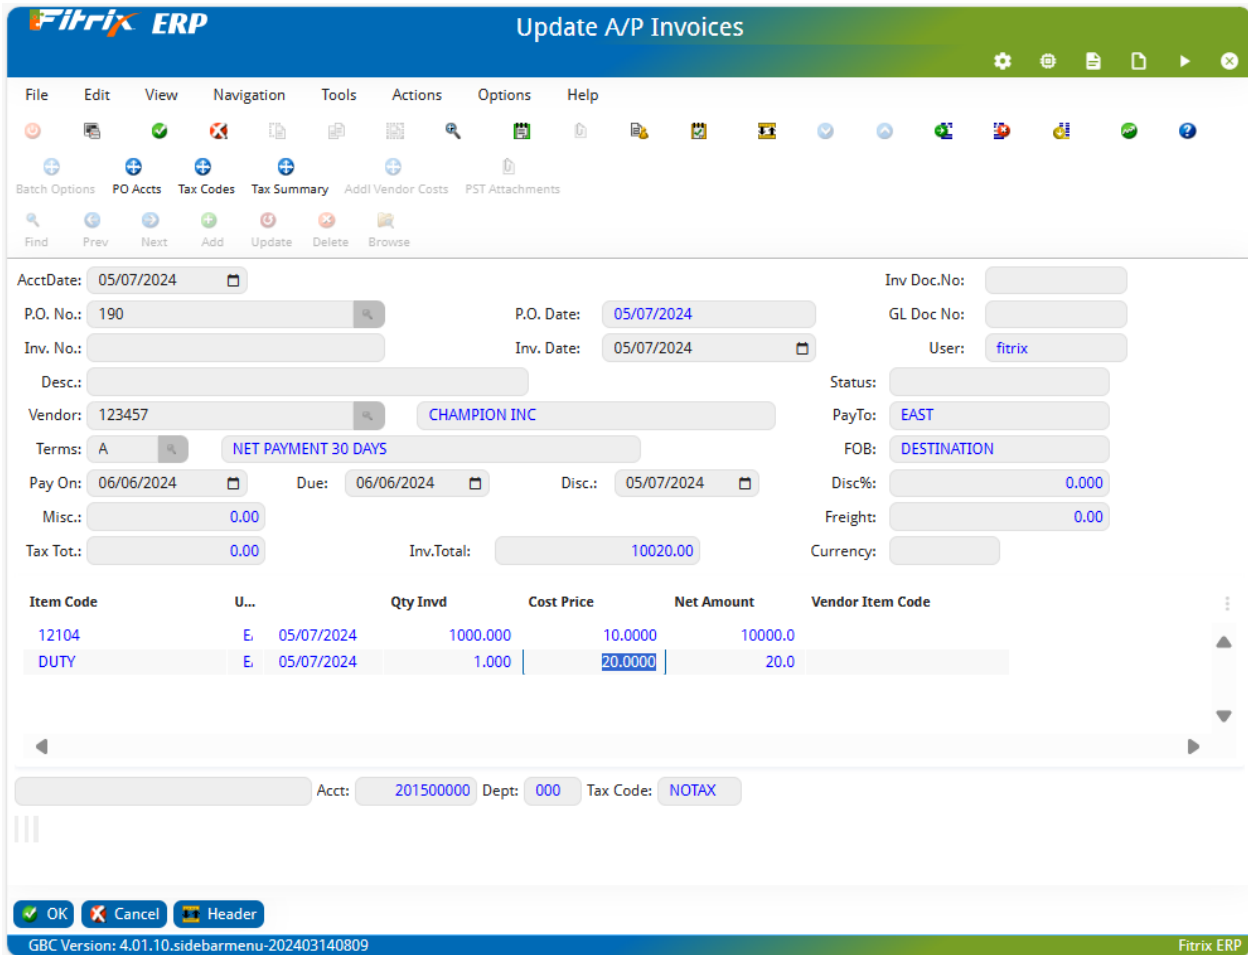 Fitrix ERP
Update A/P Invoices
File Edit View Navigation Tools Actions Options Help
Batch Options PO Accts Tax Codes Tax Summary Addl Vendor Costs PST Attachments
Find Prev Next Add Update Delete Browse
AcctDate: 05/07/2024 Inv Doc.No:
P.O. No.: 190 P.O. Date: 05/07/2024 GL Doc No:
Inv. No.: Inv. Date: 05/07/2024 User: fitrix
Desc.: Status:
Vendor: 123457 CHAMPION INC PayTo: EAST
Terms: A NET PAYMENT 30 DAYS FOB: DESTINATION
Pay On: 06/06/2024 Due: 06/06/2024 Disc.: 05/07/2024 Disc%: 0.000
Misc.: 0.00 Freight: 0.00
Tax Tot.: 0.00 Inv.Total: 10020.00 Currency:
Item Code U... Qty Invd Cost Price Net Amount Vendor Item Code
12104 E 05/07/2024 1000.000 10.0000 10000.0
DUTY E 05/07/2024 1.000 20.0000 20.0
Acct: 201500000 Dept: 000 Tax Code: NOTAX
OK Cancel Header
GBC Version: 4.01.10.sidebarmenu-202403140809 Fitrix ERP